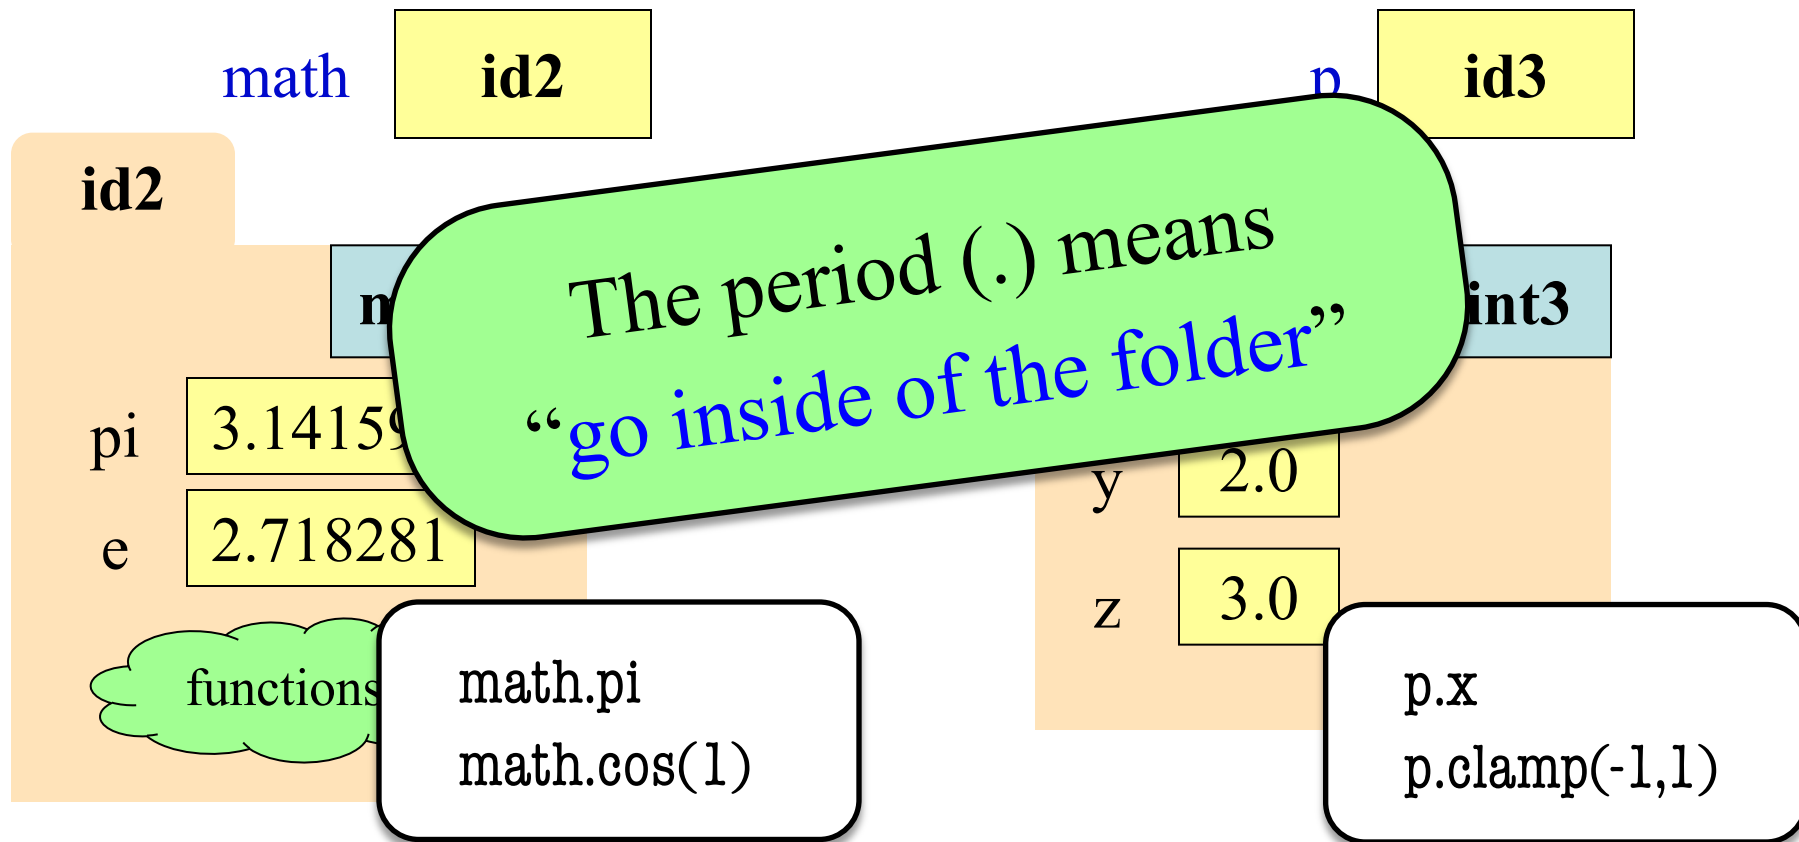 math id2
p id3
id2
The period (.) means
“go inside of the folder”
int3
pi 3.14159
e 2.718281
y 2.0
z 3.0
functions
math.pi
math.cos(1)
p.x
p.clamp(-1,1)